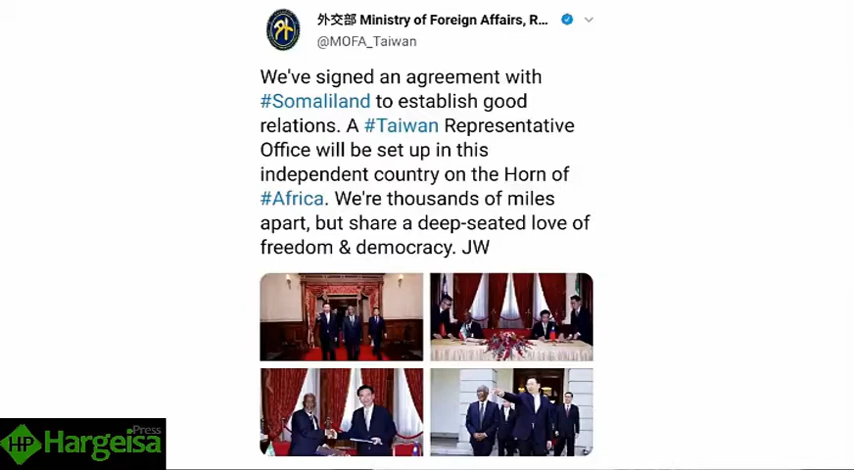 外交部 Ministry of Foreign Affairs, R...
@MOFA_Taiwan
We've signed an agreement with
#Somaliland to establish good
relations. A #Taiwan Representative
Office will be set up in this
independent country on the Horn of
#Africa. We're thousands of miles
apart, but share a deep-seated love of
freedom & democracy. JW
HP Hargeisa Press